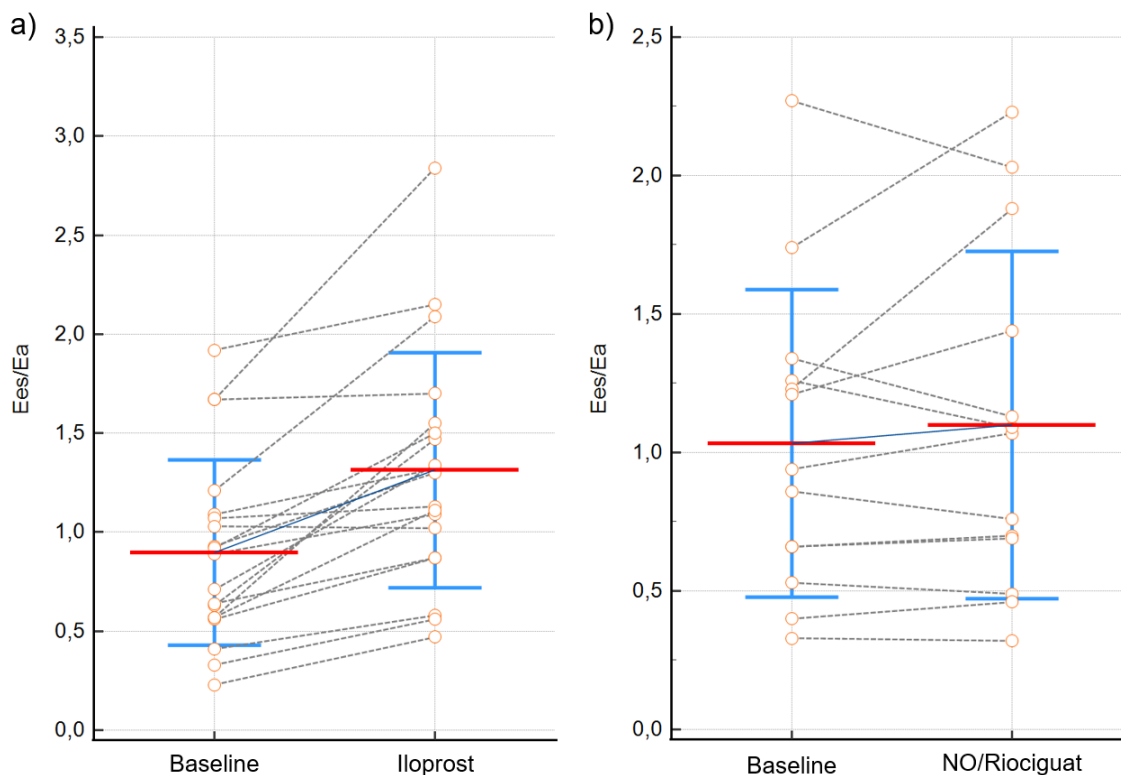 a)
3,5
3,0
2,5
2,0
1,5
1,0
0,5
0,0
Ees/Ea
Baseline
Iloprost
b)
2,5
2,0
1,5
1,0
0,5
0,0
Ees/Ea
Baseline
NO/Riociguat